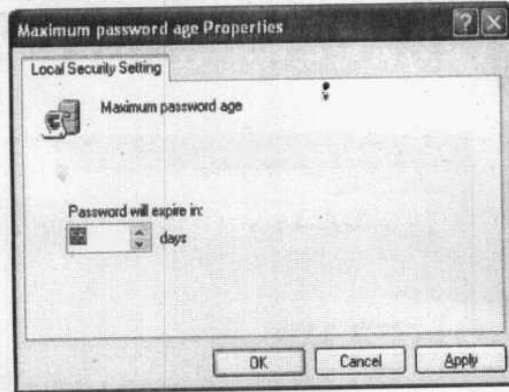 Maximum password age Properties
Local Security Setting
Maximum password age
Password will expire in:
days
OK Cancel Apply